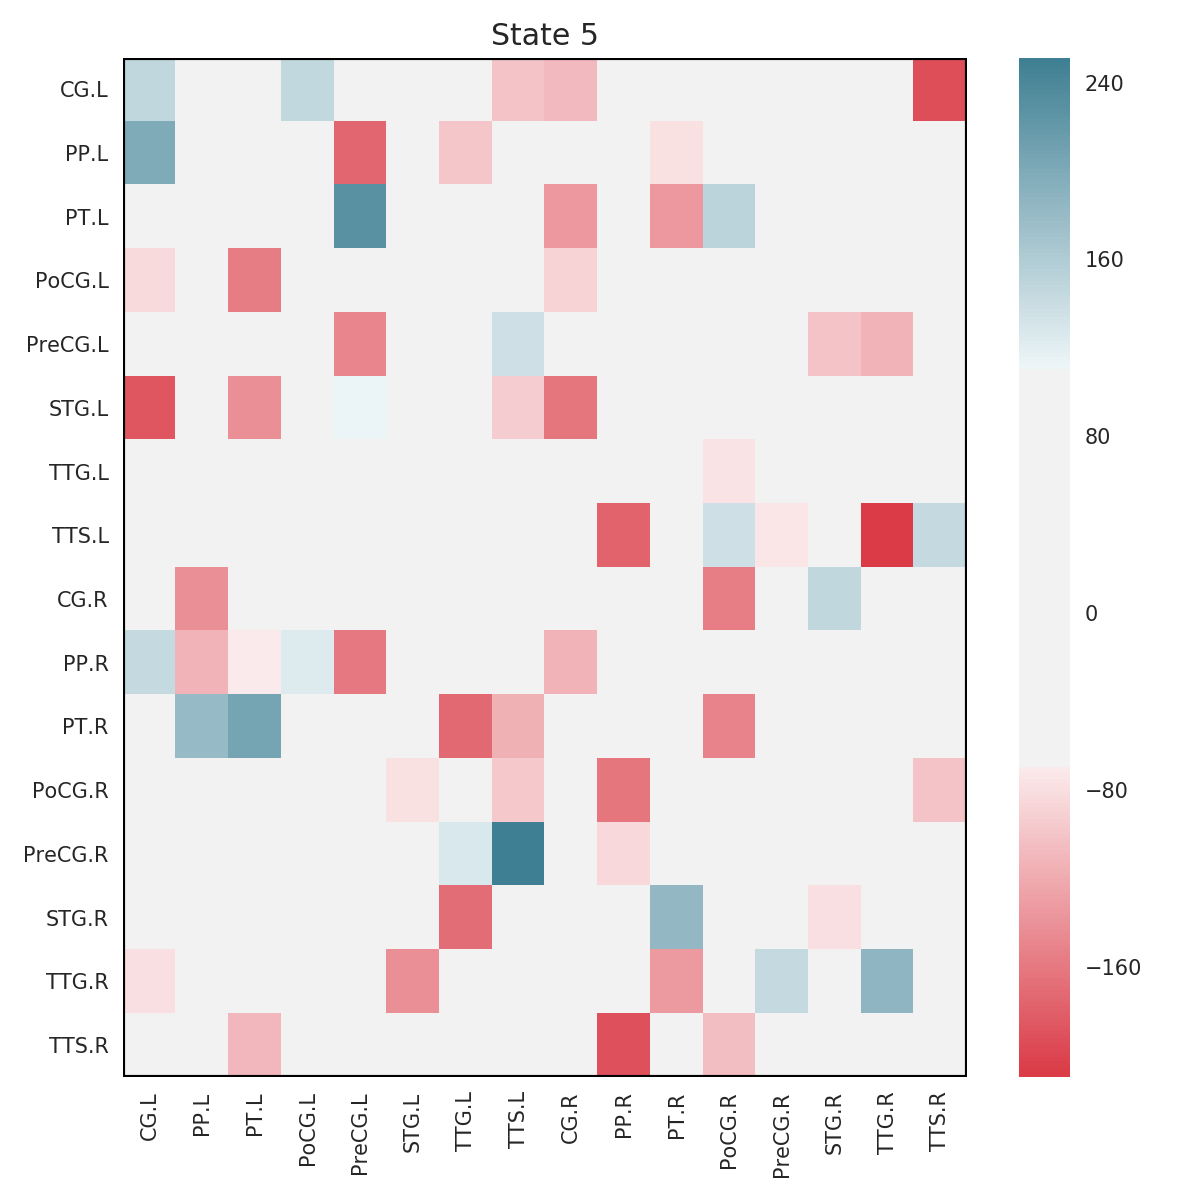 State 5
CG.L
PP.L
PT.L
PoCG.L
PreCG.L
STG.L
TTG.L
TTS.L
CG.R
PP.R
PT.R
PoCG.R
PreCG.R
STG.R
TTG.R
TTS.R
CG.L
PP.L
PT.L
PoCG.L
PreCG.L
STG.L
TTG.L
TTS.L
CG.R
PP.R
PT.R
PoCG.R
PreCG.R
STG.R
TTG.R
TTS.R
240
160
80
0
−80
−160